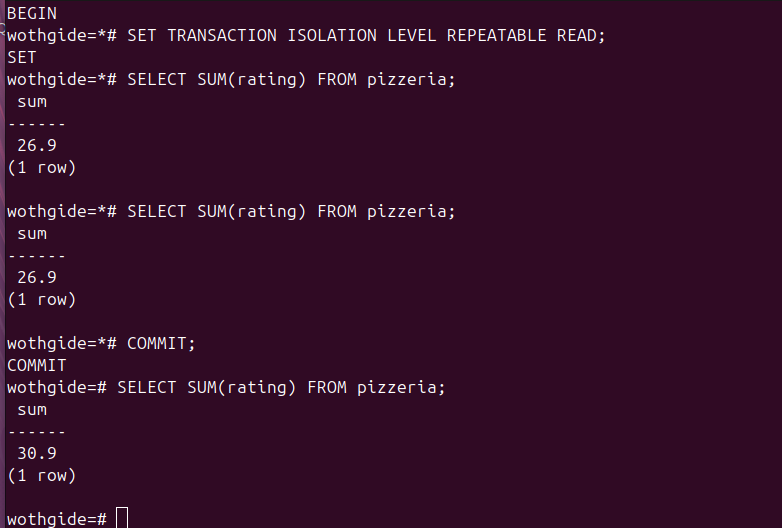 BEGIN
wothgide=*# SET TRANSACTION ISOLATION LEVEL REPEATABLE READ;
SET
wothgide=*# SELECT SUM(rating) FROM pizzeria;
 sum
------
 26.9
(1 row)

wothgide=*# SELECT SUM(rating) FROM pizzeria;
 sum
------
 26.9
(1 row)

wothgide=*# COMMIT;
COMMIT
wothgide=# SELECT SUM(rating) FROM pizzeria;
 sum
------
 30.9
(1 row)

wothgide=#